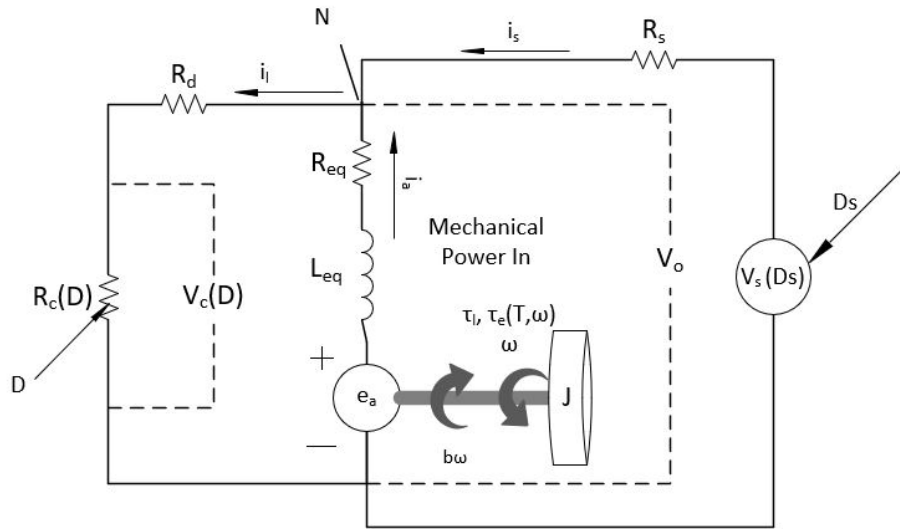 N
i_s
R_s
R_d
i_l
R_eq
i_a
Ds
Mechanical
Power In
V_o
L_eq
V_s(Ds)
R_c(D)
V_c(D)
τ_l, τ_e(T,ω)
ω
+
D
e_a
J
—
bω